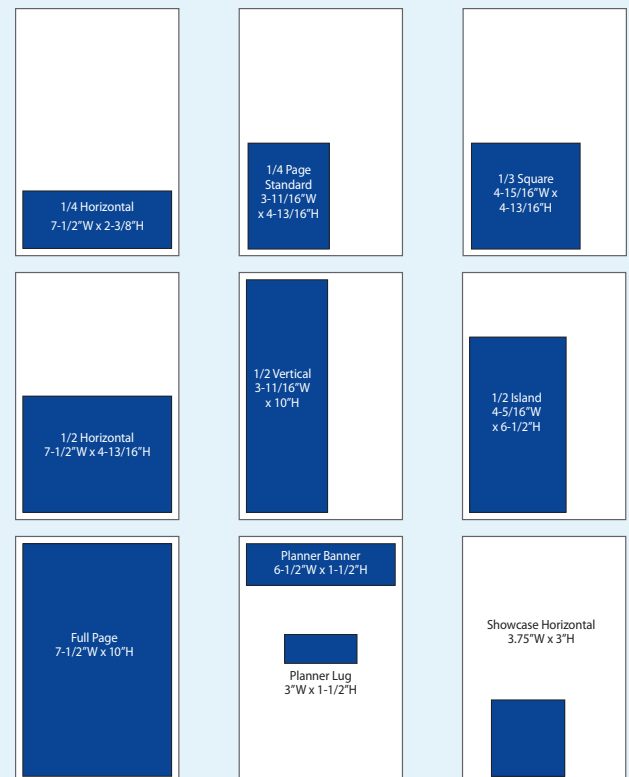 1/4 Horizontal
7-1/2”W x 2-3/8”H
1/4 Page
Standard
3-11/16”W
x 4-13/16”H
1/3 Square
4-15/16”W x
4-13/16”H
1/2 Horizontal
7-1/2”W x 4-13/16”H
1/2 Vertical
3-11/16”W
x 10”H
1/2 Island
4-5/16”W
x 6-1/2”H
Full Page
7-1/2”W x 10”H
Planner Banner
6-1/2”W x 1-1/2”H
Planner Lug
3”W x 1-1/2”H
Showcase Horizontal
3.75”W x 3”H